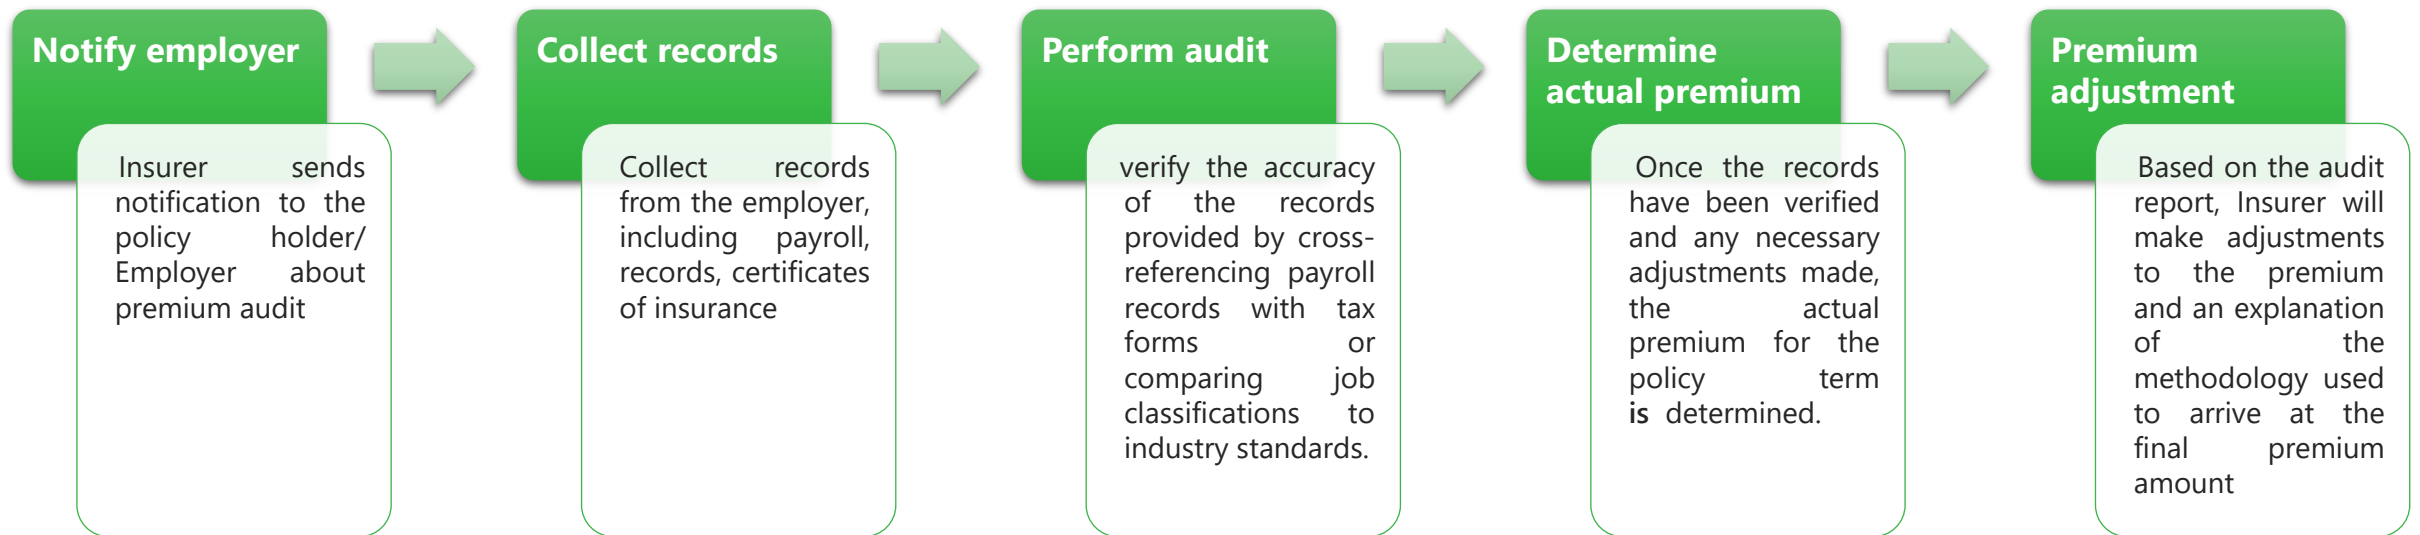 Notify employer
Insurer sends
notification to the
policy holder/
Employer about
premium audit
Collect records
Collect records
from the employer,
including payroll,
records, certificates
of insurance
Perform audit
verify the accuracy
of the records
provided by cross-
referencing payroll
records with tax
forms or
comparing job
classifications to
industry standards.
Determine
actual premium
Once the records
have been verified
and any necessary
adjustments made,
the actual
premium for the
policy term
is determined.
Premium
adjustment
Based on the audit
report, Insurer will
make adjustments
to the premium
and an explanation
of the
methodology used
to arrive at the
final premium
amount